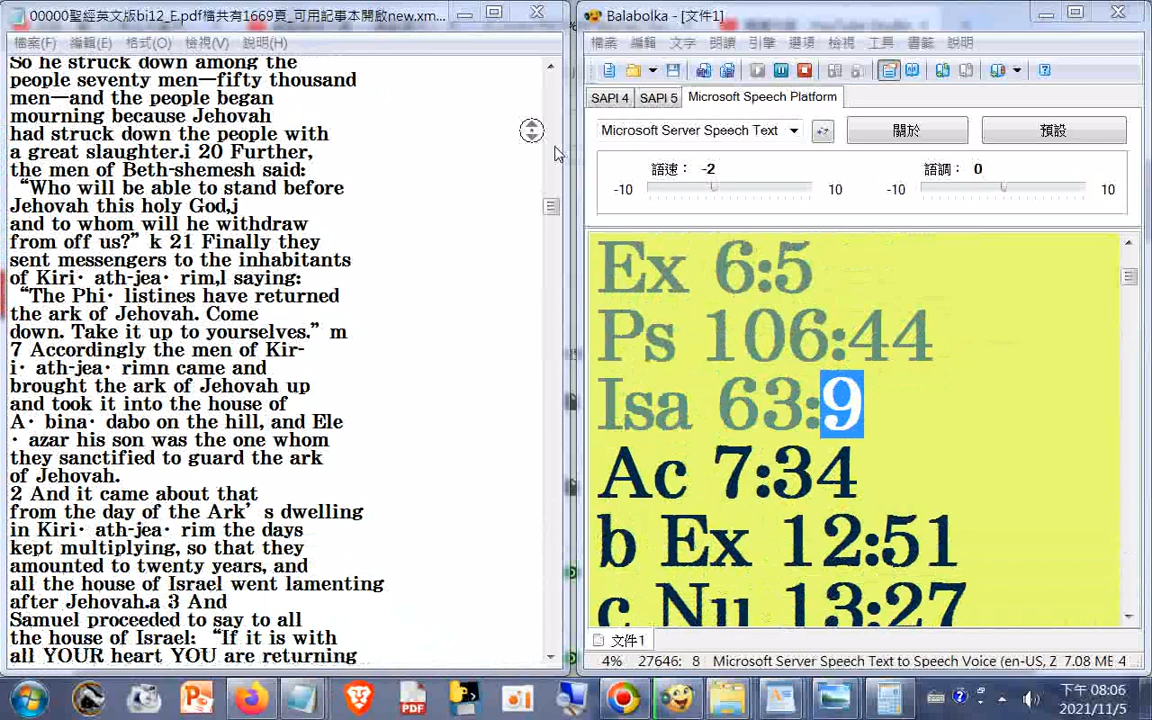 00000聖經英文版bi12_E.pdf檔共有1669頁_可用記事本開啟new.xm...
檔案(F) 編輯(E) 格式(O) 檢視(V) 說明(H)
So he struck down among the
people seventy men—fifty thousand
men—and the people began
mourning because Jehovah
had struck down the people with
a great slaughter.i 20 Further,
the men of Beth-shemesh said:
“Who will be able to stand before
Jehovah this holy God,j
and to whom will he withdraw
from off us?” k 21 Finally they
sent messengers to the inhabitants
of Kiri· ath-jea· rim,l saying:
“The Phi· listines have returned
the ark of Jehovah. Come
down. Take it up to yourselves.” m
7 Accordingly the men of Kir-
i· ath-jea· rimn came and
brought the ark of Jehovah up
and took it into the house of
A· bina· dabo on the hill, and Ele
· azar his son was the one whom
they sanctified to guard the ark
of Jehovah.
2 And it came about that
from the day of the Ark’ s dwelling
in Kiri· ath-jea· rim the days
kept multiplying, so that they
amounted to twenty years, and
all the house of Israel went lamenting
after Jehovah.a 3 And
Samuel proceeded to say to all
the house of Israel: “If it is with
all YOUR heart YOU are returning
Balabolka - [文件1]
檔案 編輯 文字 朗讀 引擎 選項 檢視 工具 書籤 說明
SAPI 4 SAPI 5 Microsoft Speech Platform
Microsoft Server Speech Text 關於 預設
語速： -2 語調： 0
-10 10 -10 10
Ex 6:5
Ps 106:44
Isa 63:9
Ac 7:34
b Ex 12:51
c Nu 13:27
文件1
4% 27646: 8 Microsoft Server Speech Text to Speech Voice (en-US, Z 7.08 MB 4
PDF
下午 08:06
2021/11/5